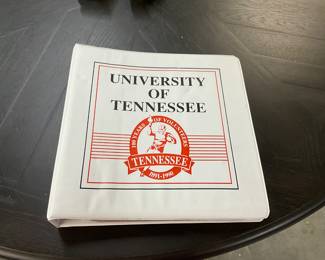 UNIVERSITY
OF
TENNESSEE
100 YEARS OF VOLUNTEERS
TENNESSEE
1891-1990